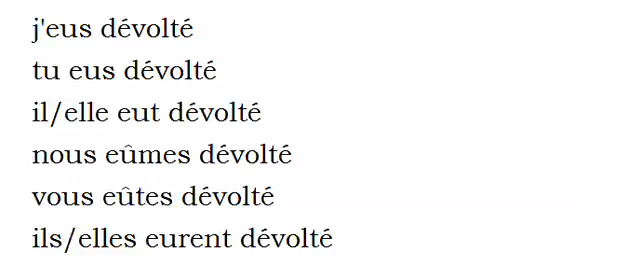 j'eus dévolté
tu eus dévolté
il/elle eut dévolté
nous eûmes dévolté
vous eûtes dévolté
ils/elles eurent dévolté